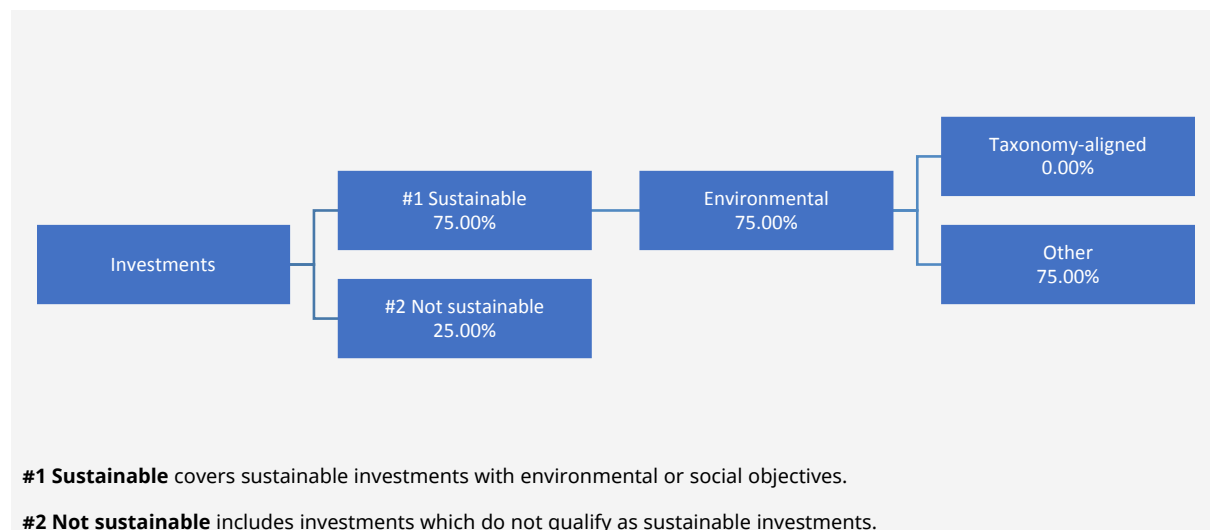 Taxonomy-aligned
0.00%
#1 Sustainable
75.00%
Environmental
75.00%
Investments
Other
75.00%
#2 Not sustainable
25.00%
#1 Sustainable covers sustainable investments with environmental or social objectives.
#2 Not sustainable includes investments which do not qualify as sustainable investments.